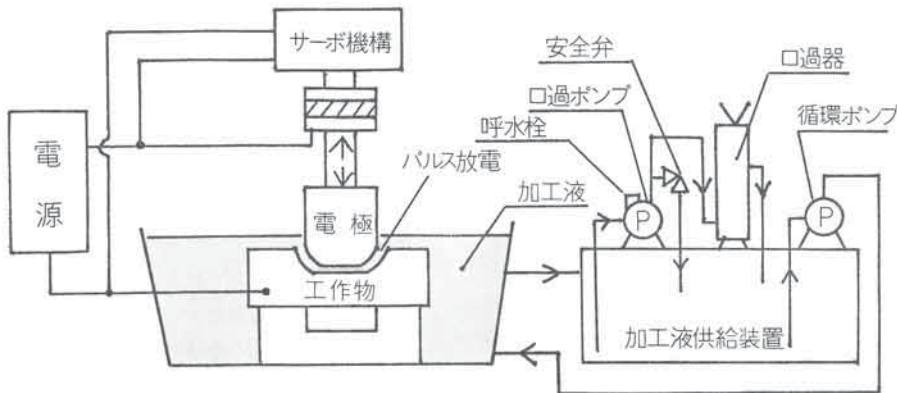 サーボ機構
電源
安全弁
口過器
口過ポンプ
循環ポンプ
呼水栓
パルス放電
加工液
電極
P
P
工作物
加工液供給装置